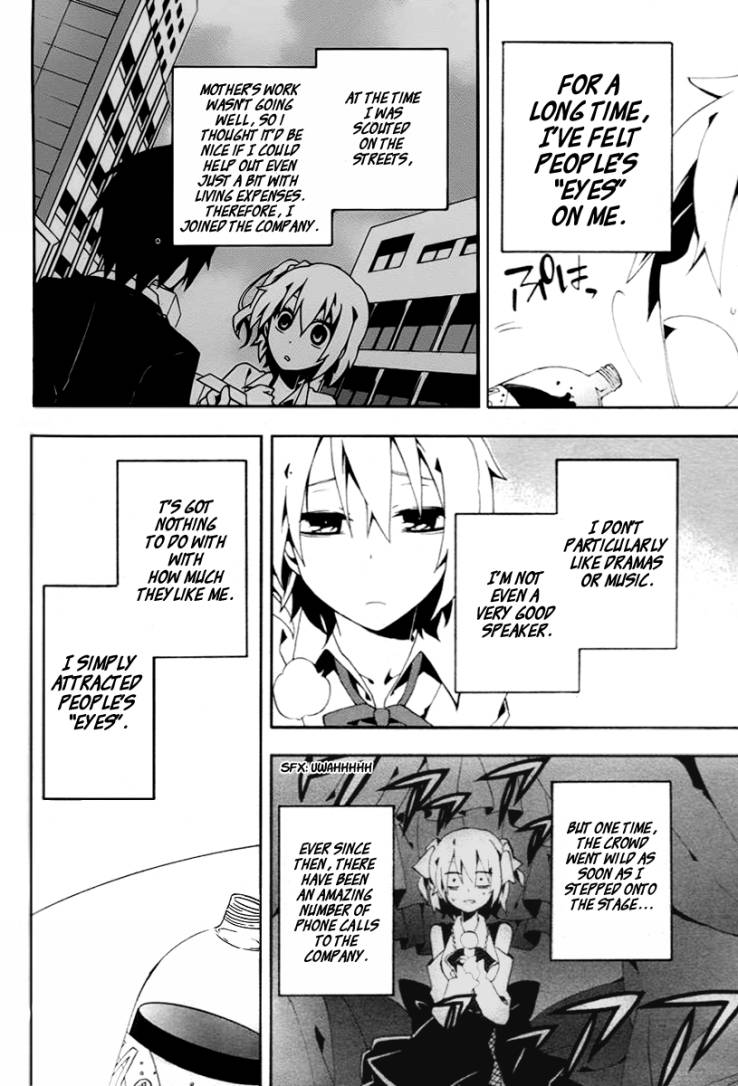 FOR A
LONG TIME,
I'VE FELT
PEOPLE'S
"EYES"
ON ME.
ぷはっ
AT THE TIME
I WAS
SCOUTED
ON THE
STREETS,
MOTHER'S WORK
WASN'T GOING
WELL, SO I
THOUGHT IT'D BE
NICE IF I COULD
HELP OUT EVEN
JUST A BIT WITH
LIVING EXPENSES.
THEREFORE, I
JOINED THE COMPANY.
I DON'T
PARTICULARLY
LIKE DRAMAS
OR MUSIC.
I'M NOT
EVEN A
VERY GOOD
SPEAKER.
T'S GOT
NOTHING
TO DO WITH
WITH
HOW MUCH
THEY LIKE ME.
I SIMPLY
ATTRACTED
PEOPLE'S
"EYES".
SFX: UWAHHHHH
BUT ONE TIME,
THE CROWD
WENT WILD AS
SOON AS I
STEPPED ONTO
THE STAGE...
EVER SINCE
THEN, THERE
HAVE BEEN
AN AMAZING
NUMBER OF
PHONE CALLS
TO THE
COMPANY.